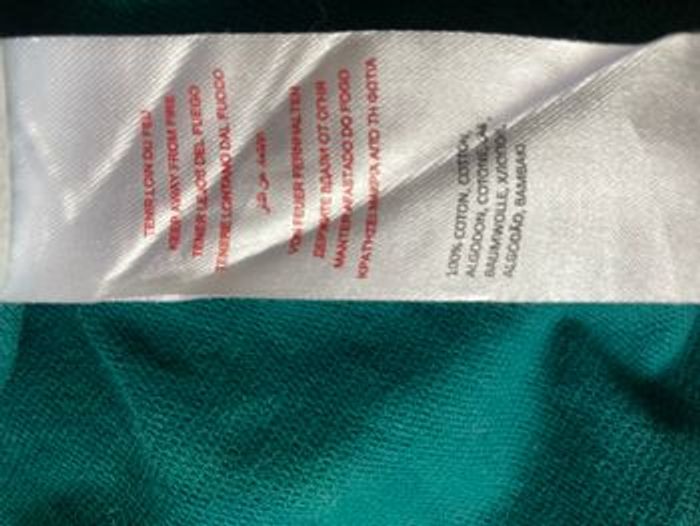 TENIR LOIN DU FEU
KEEP AWAY FROM FIRE
TENER LEJOS DEL FUEGO
TENERE LONTANO DAL FUOCO
VON FEUER FERNHALTEN
ДЕРЖИТЕ ВДАЛИ ОТ ОГНЯ
MANTER AFASTADO DO FOGO
ΚΡΑΤΗΣΤΕ ΜΑΚΡΙΑ ΑΠΟ ΤΗ ΦΩΤΙΑ
100% COTON, COTTON,
ALGODON, COTONE,
BAUMWOLLE, ХЛОПОК,
ALGODÃO, ΒΑΜΒΑΚΙ